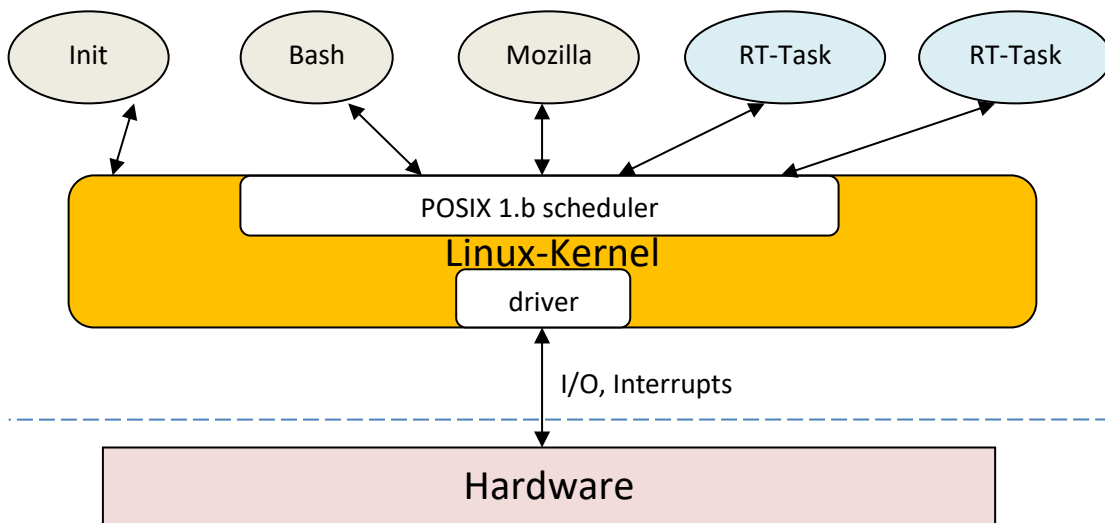 Init
Bash
Mozilla
RT-Task
RT-Task
POSIX 1.b scheduler
Linux-Kernel
driver
I/O, Interrupts
Hardware